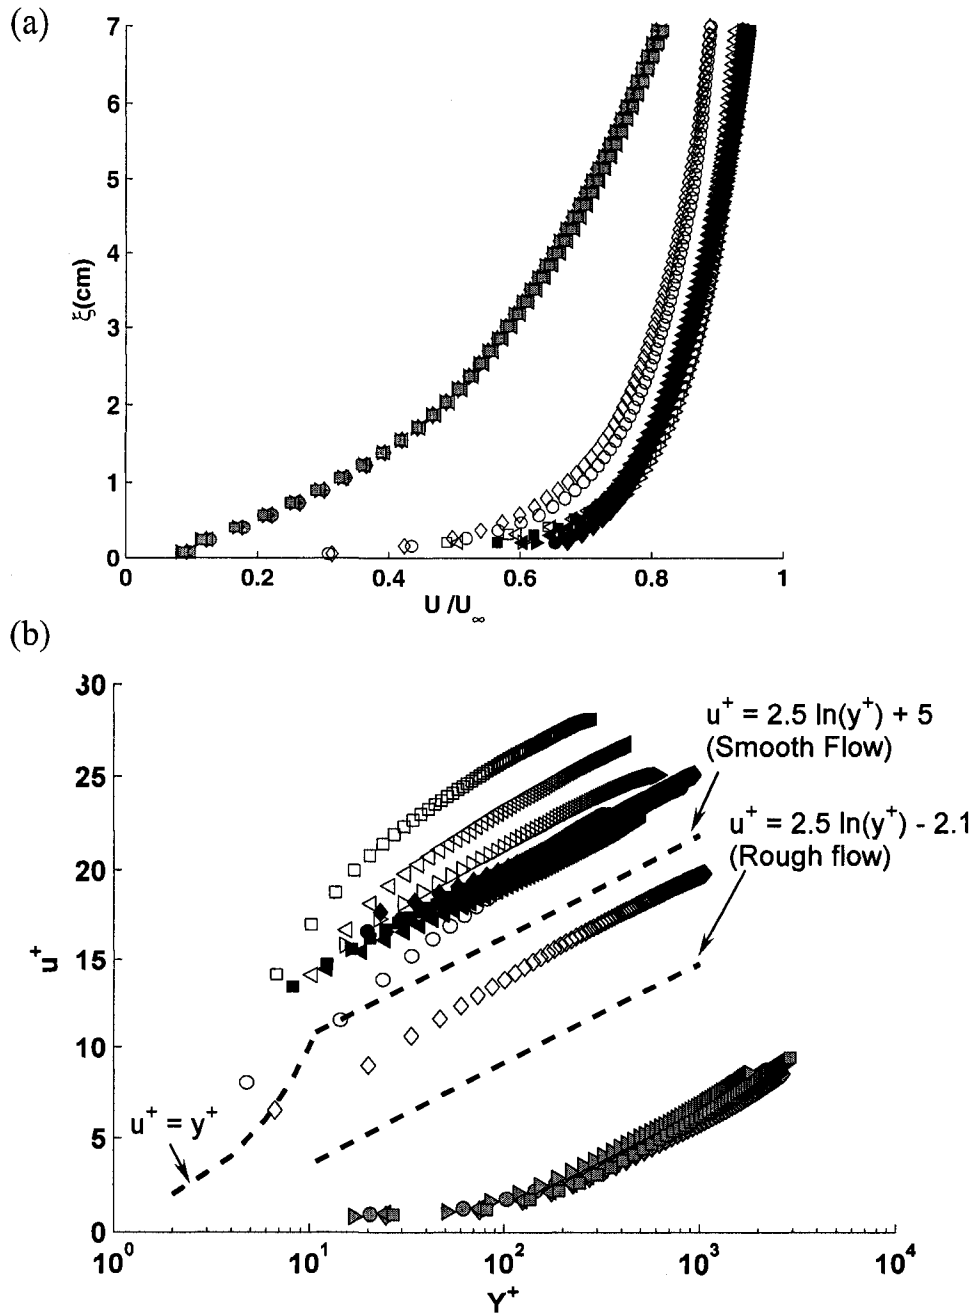 (a)
7
6
5
4
3
2
1
0
ξ(cm)
0 0.2 0.4 0.6 0.8 1
U /U∞
(b)
30
25
20
15
10
5
0
u+
u+ = 2.5 ln(y+) + 5
(Smooth Flow)
u+ = 2.5 ln(y+) - 2.1
(Rough flow)
u+ = y+
10^0 10^1 10^2 10^3 10^4
Y+